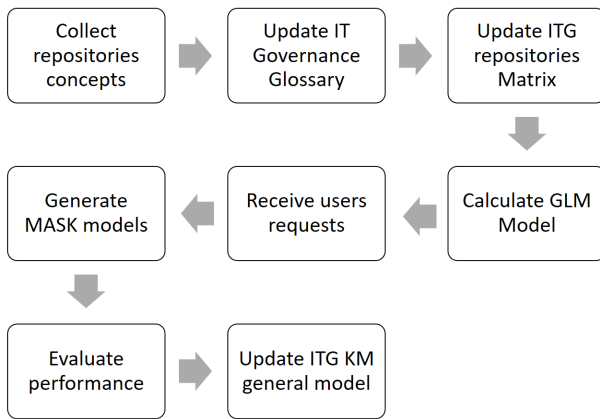 Collect
repositories
concepts
Update IT
Governance
Glossary
Update ITG
repositories
Matrix
Calculate GLM
Model
Receive users
requests
Generate
MASK models
Evaluate
performance
Update ITG KM
general model